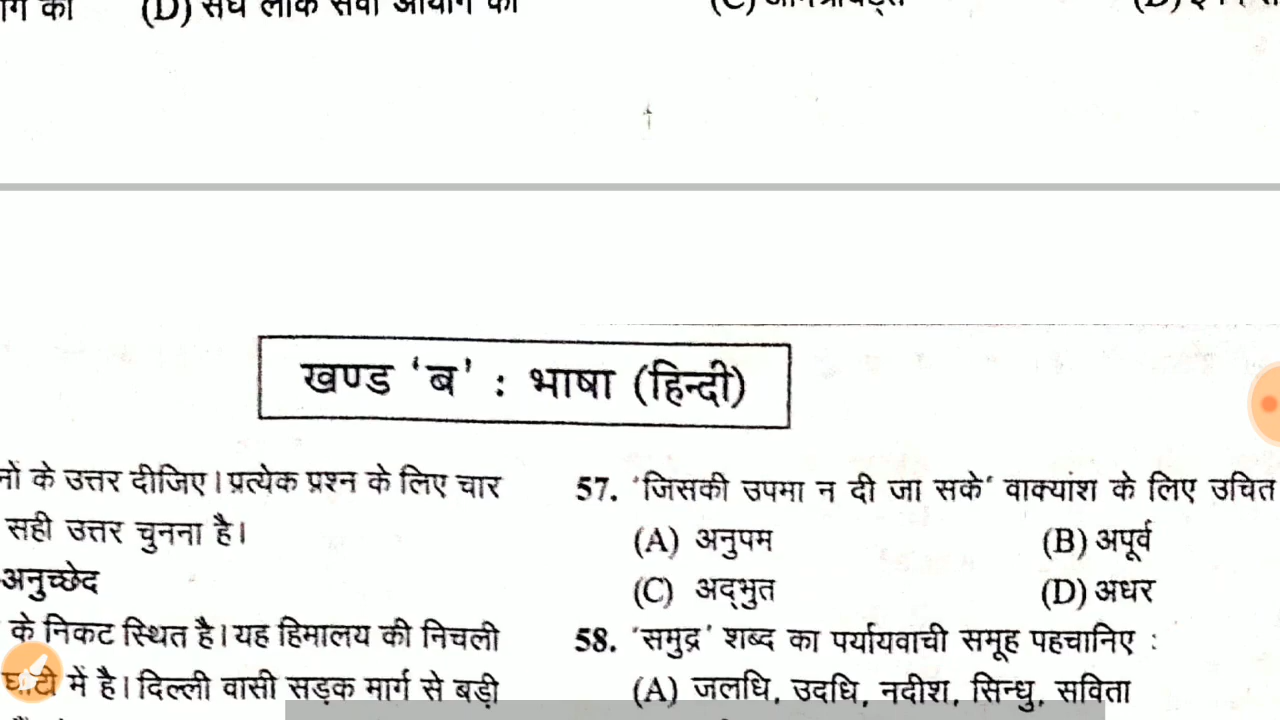 (D) संघ लोक सेवा आयोग को
खण्ड 'ब' : भाषा (हिन्दी)
के उत्तर दीजिए। प्रत्येक प्रश्न के लिए चार
सही उत्तर चुनना है।
अनुच्छेद
के निकट स्थित है। यह हिमालय की निचली
घाटी में है। दिल्ली वासी सड़क मार्ग से बड़ी
57. 'जिसकी उपमा न दी जा सके' वाक्यांश के लिए उचित
(A) अनुपम (B) अपूर्व
(C) अद्भुत (D) अधर
58. 'समुद्र' शब्द का पर्यायवाची समूह पहचानिए :
(A) जलधि, उदधि, नदीश, सिन्धु, सविता